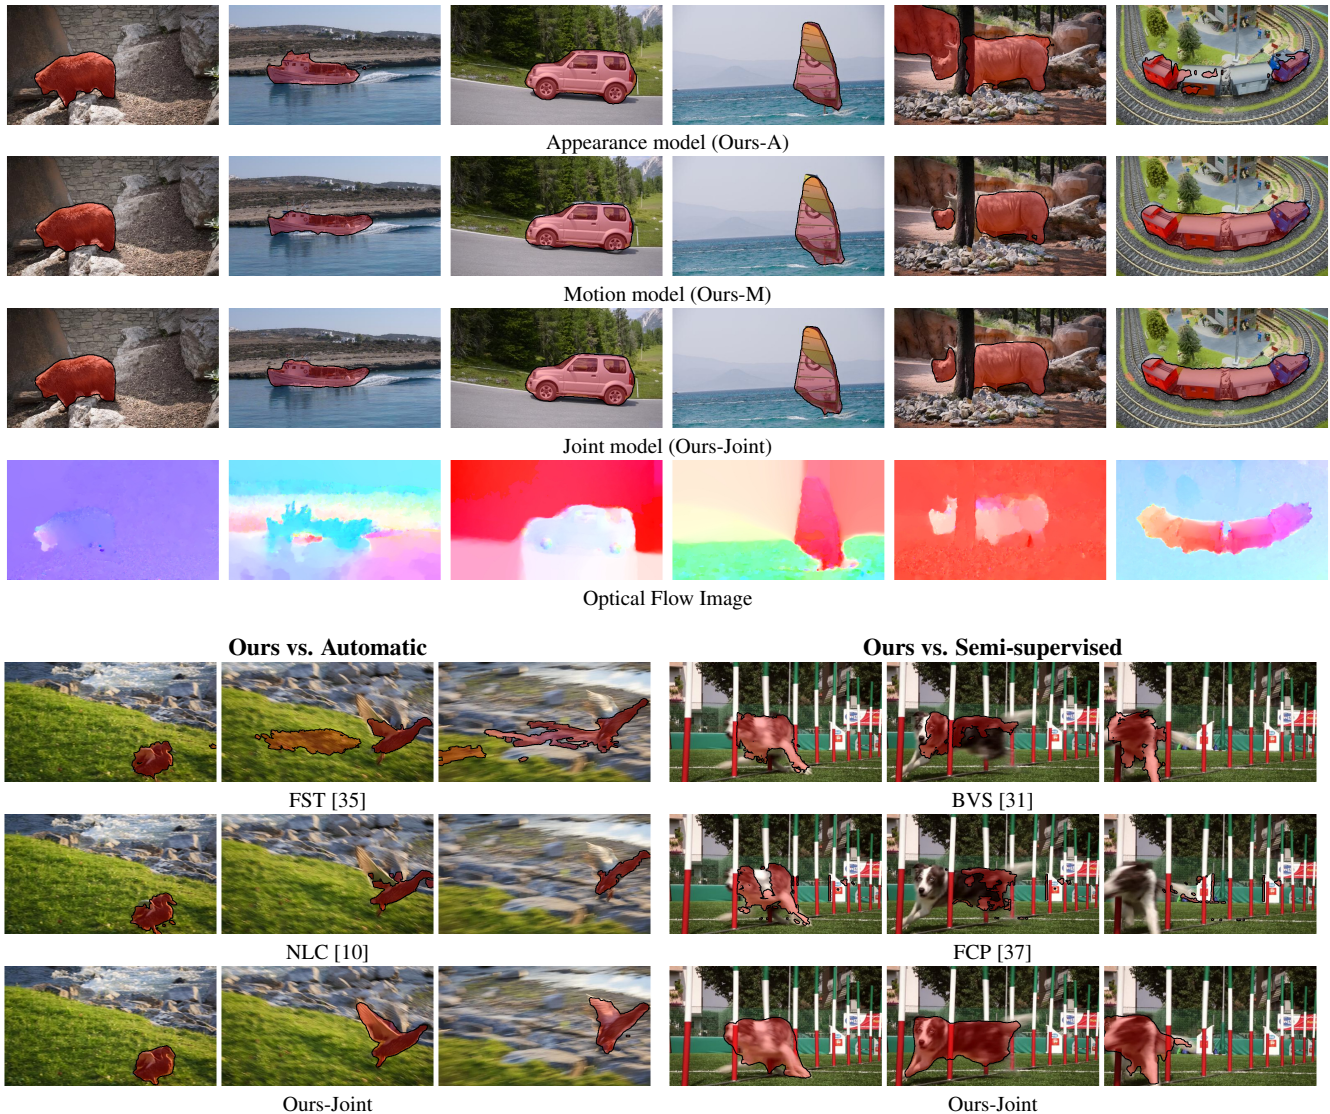 Appearance model (Ours-A)
Motion model (Ours-M)
Joint model (Ours-Joint)
Optical Flow Image
Ours vs. Automatic
Ours vs. Semi-supervised
FST [35]
BVS [31]
NLC [10]
FCP [37]
Ours-Joint
Ours-Joint